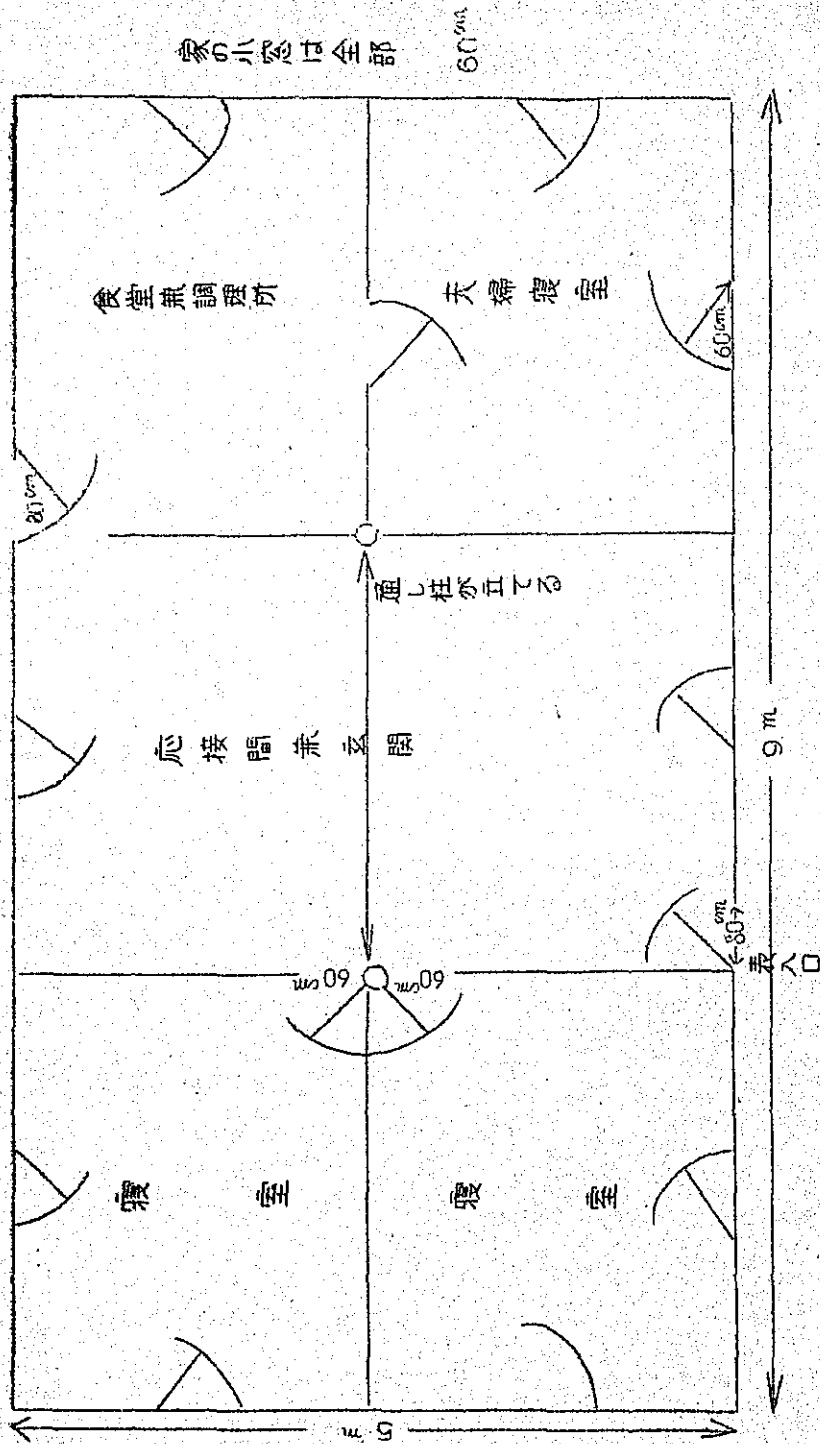 家の小窓は全部 60cm
食堂兼調理所
夫婦寝室
80cm
60cm
通し柱が立てる
応接間兼玄関
9m
60cm
60cm
80cm
表入口
寝室
寝室
5m